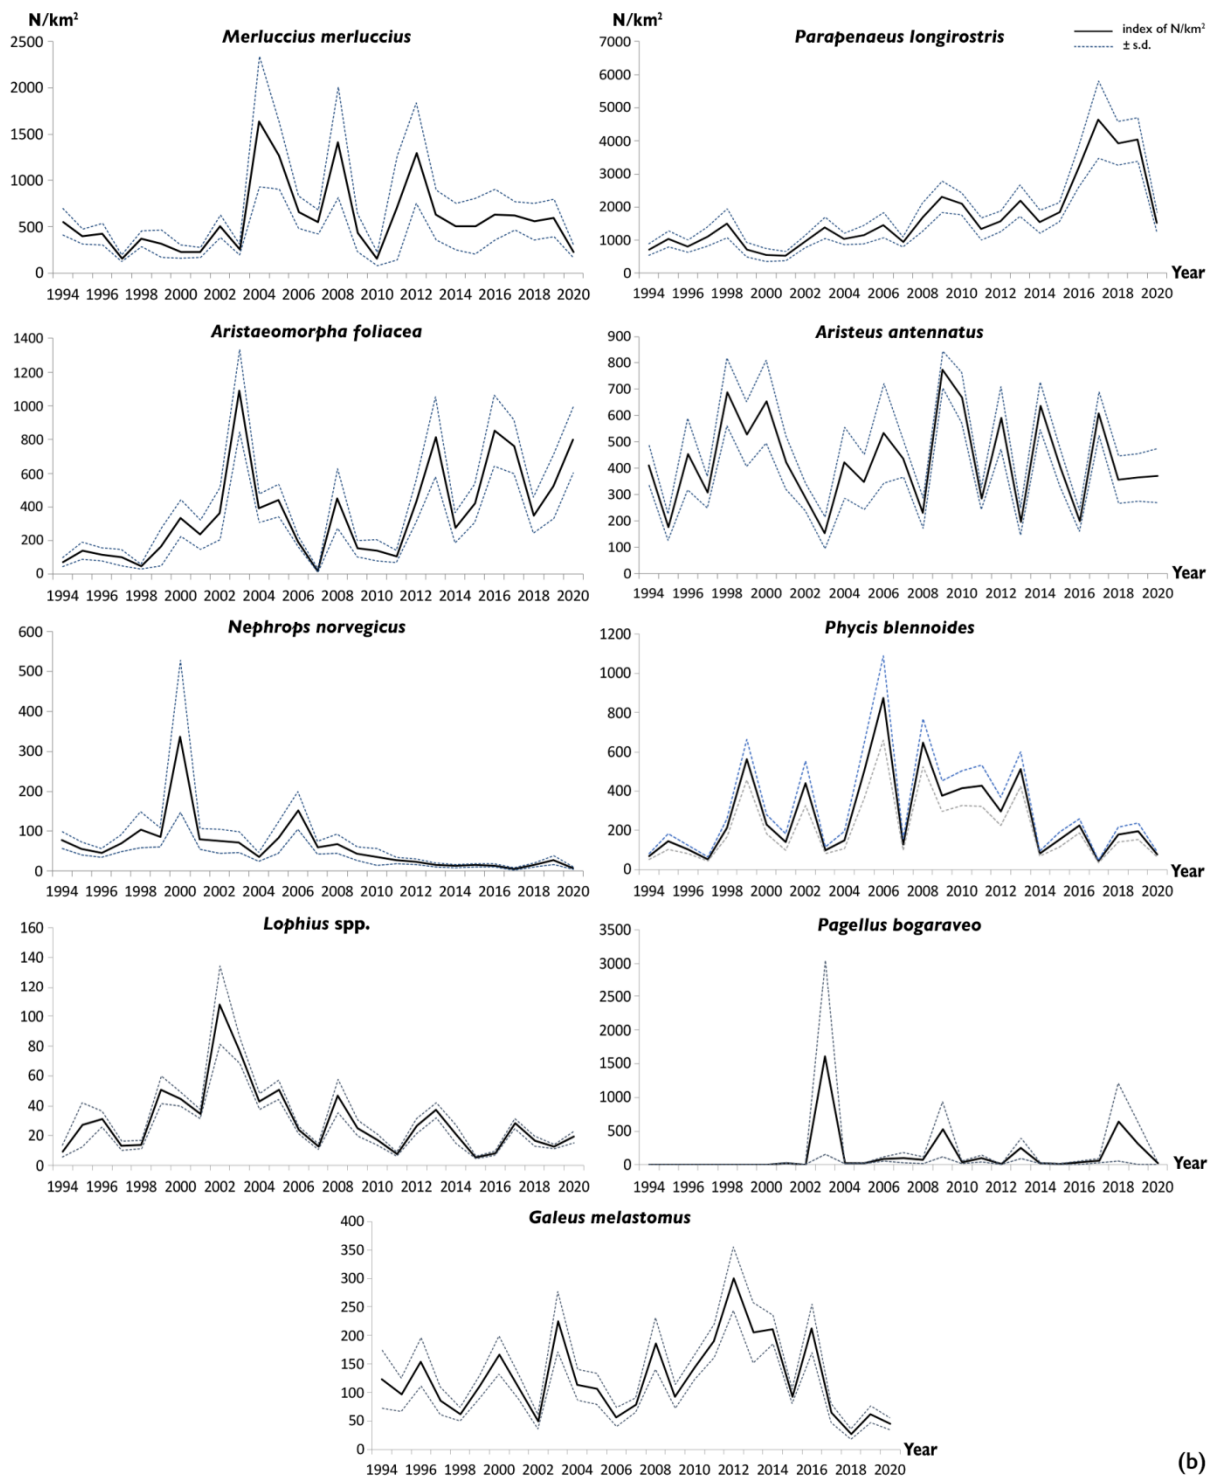 N/km²
Merluccius merluccius
2500
2000
1500
1000
500
0
1994 1996 1998 2000 2002 2004 2006 2008 2010 2012 2014 2016 2018 2020
N/km²
Parapenaeus longirostris
index of N/km²
± s.d.
7000
6000
5000
4000
3000
2000
1000
0
Year
1994 1996 1998 2000 2002 2004 2006 2008 2010 2012 2014 2016 2018 2020
Aristaeomorpha foliacea
1400
1200
1000
800
600
400
200
0
1994 1996 1998 2000 2002 2004 2006 2008 2010 2012 2014 2016 2018 2020
Aristeus antennatus
900
800
700
600
500
400
300
200
100
0
Year
1994 1996 1998 2000 2002 2004 2006 2008 2010 2012 2014 2016 2018 2020
Nephrops norvegicus
600
500
400
300
200
100
0
1994 1996 1998 2000 2002 2004 2006 2008 2010 2012 2014 2016 2018 2020
Phycis blennoides
1200
1000
800
600
400
200
0
Year
1994 1996 1998 2000 2002 2004 2006 2008 2010 2012 2014 2016 2018 2020
Lophius spp.
160
140
120
100
80
60
40
20
0
1994 1996 1998 2000 2002 2004 2006 2008 2010 2012 2014 2016 2018 2020
Pagellus bogaraveo
3500
3000
2500
2000
1500
1000
500
0
Year
1994 1996 1998 2000 2002 2004 2006 2008 2010 2012 2014 2016 2018 2020
Galeus melastomus
400
350
300
250
200
150
100
50
0
Year
1994 1996 1998 2000 2002 2004 2006 2008 2010 2012 2014 2016 2018 2020
(b)